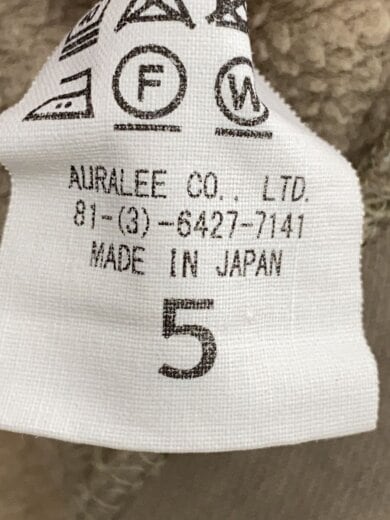 F W
AURALEE CO., LTD.
81-(3)-6427-7141
MADE IN JAPAN
5